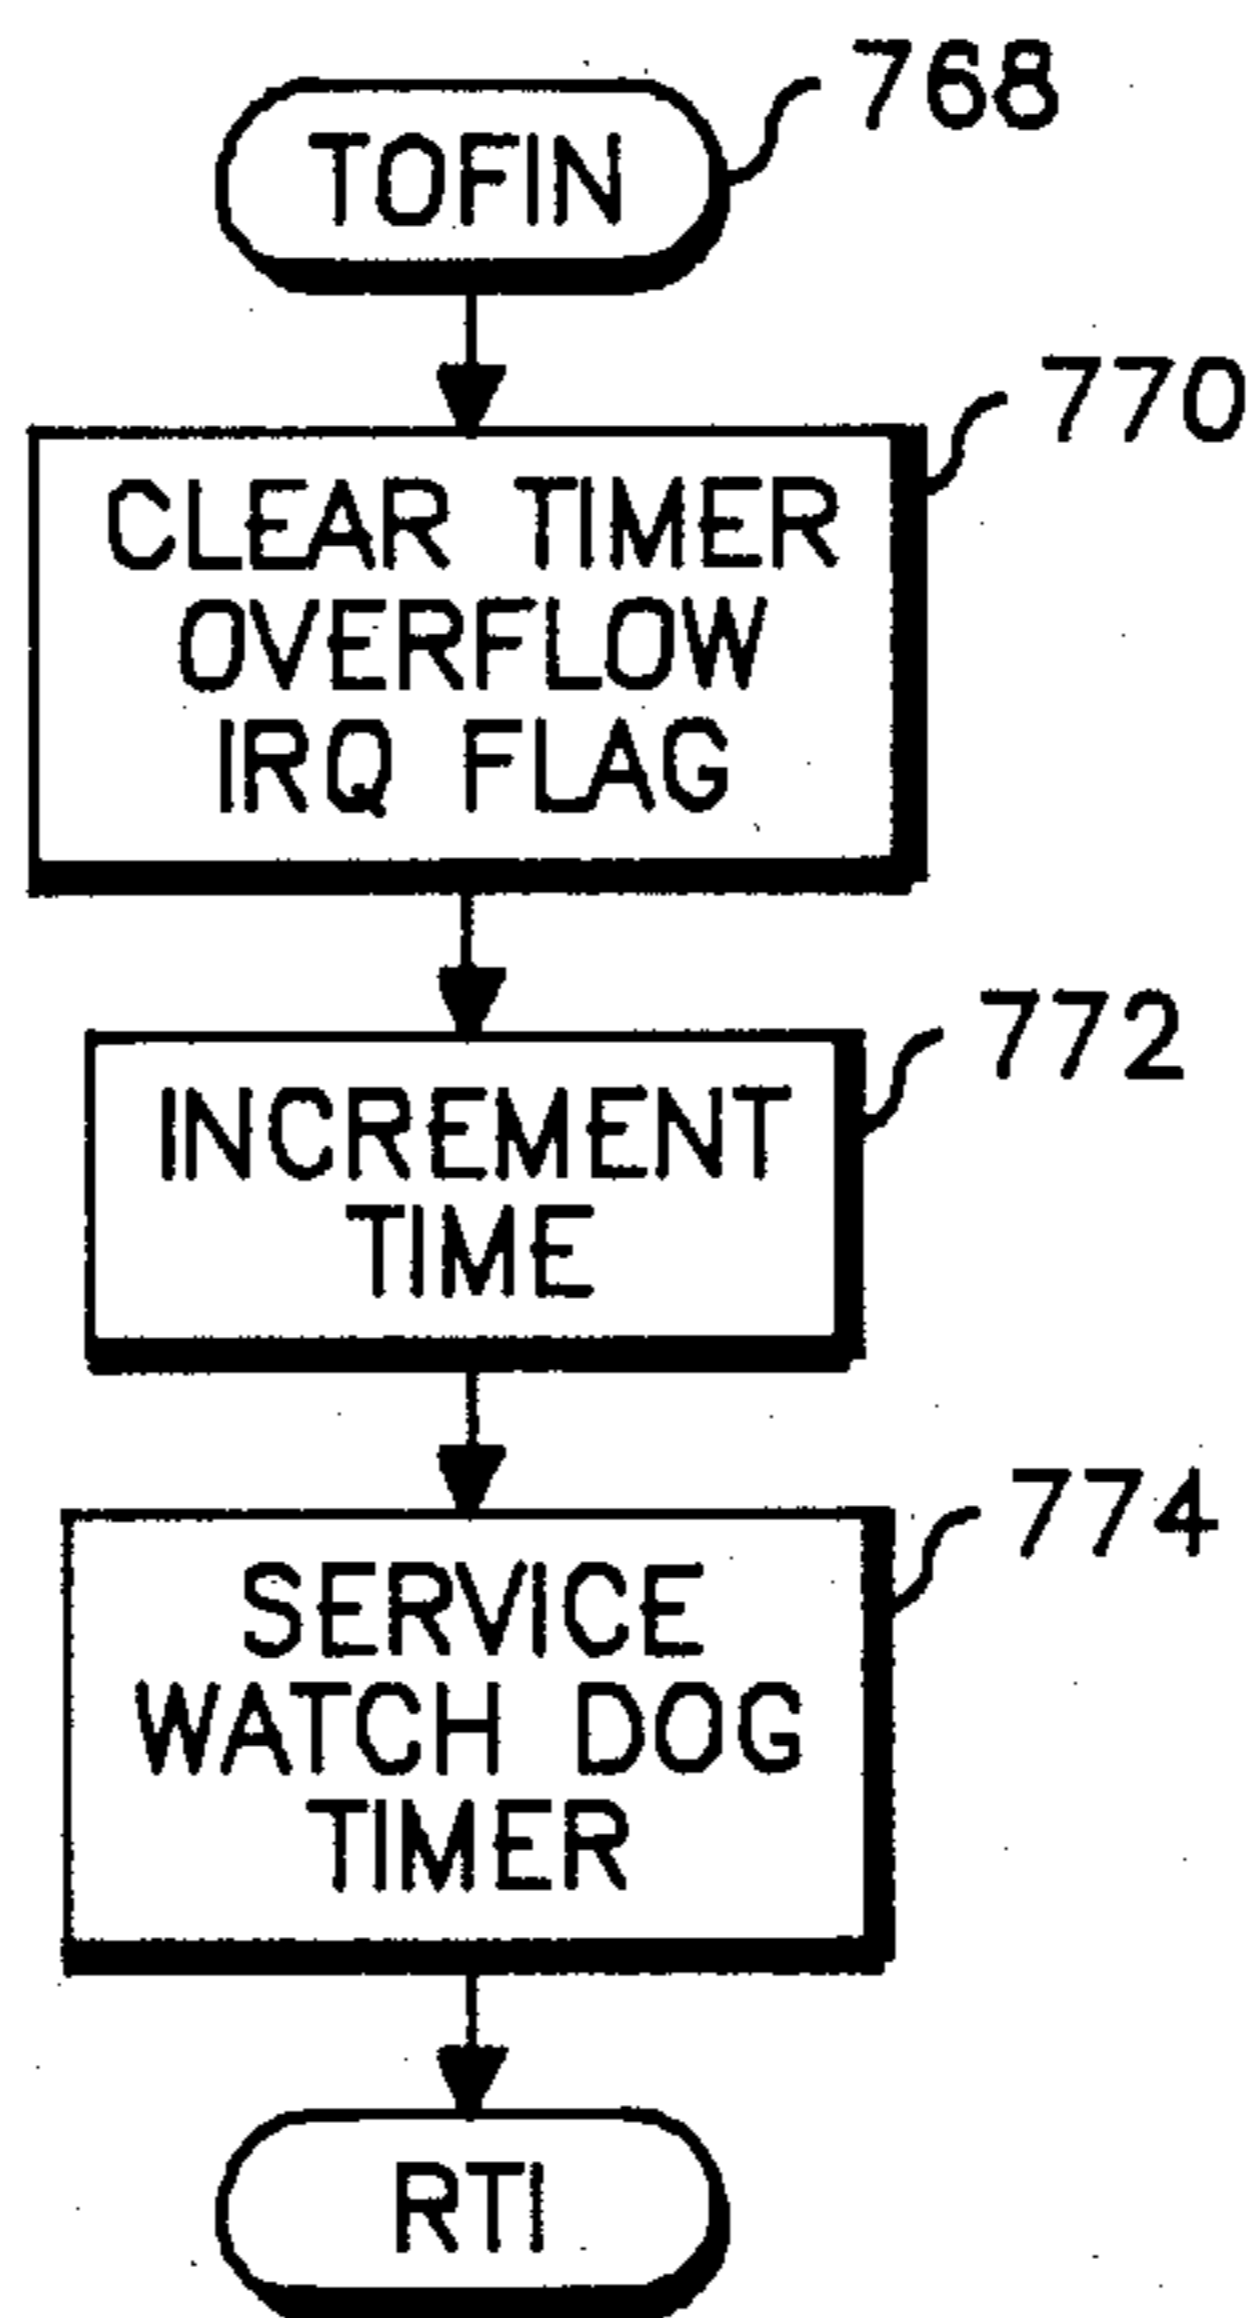 768
TOFIN
770
CLEAR TIMER
OVERFLOW
IRQ FLAG
772
INCREMENT
TIME
774
SERVICE
WATCH DOG
TIMER
RTI